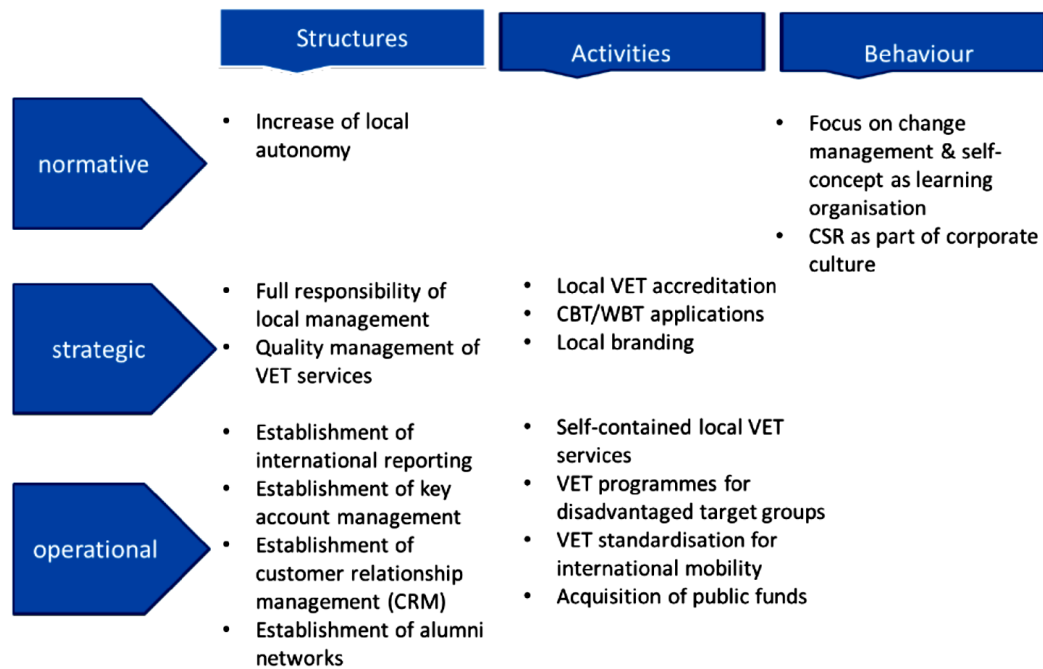 Structures
Activities
Behaviour
normative
• Increase of local
autonomy
• Focus on change
management & self-
concept as learning
organisation
• CSR as part of corporate
culture
strategic
• Full responsibility of
local management
• Quality management of
VET services
• Local VET accreditation
• CBT/WBT applications
• Local branding
operational
• Establishment of
international reporting
• Establishment of key
account management
• Establishment of
customer relationship
management (CRM)
• Establishment of alumni
networks
• Self-contained local VET
services
• VET programmes for
disadvantaged target groups
• VET standardisation for
international mobility
• Acquisition of public funds